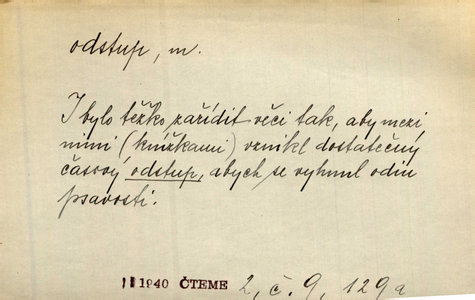 odstup, m.
I bylo těžko zařídit věci tak, aby mezi
nimi (knížkami) vznikl dostatečný
časový odstup, abych se vyhnul odiu
psavosti.
1940 ČTEME 2, č. 9, 129a